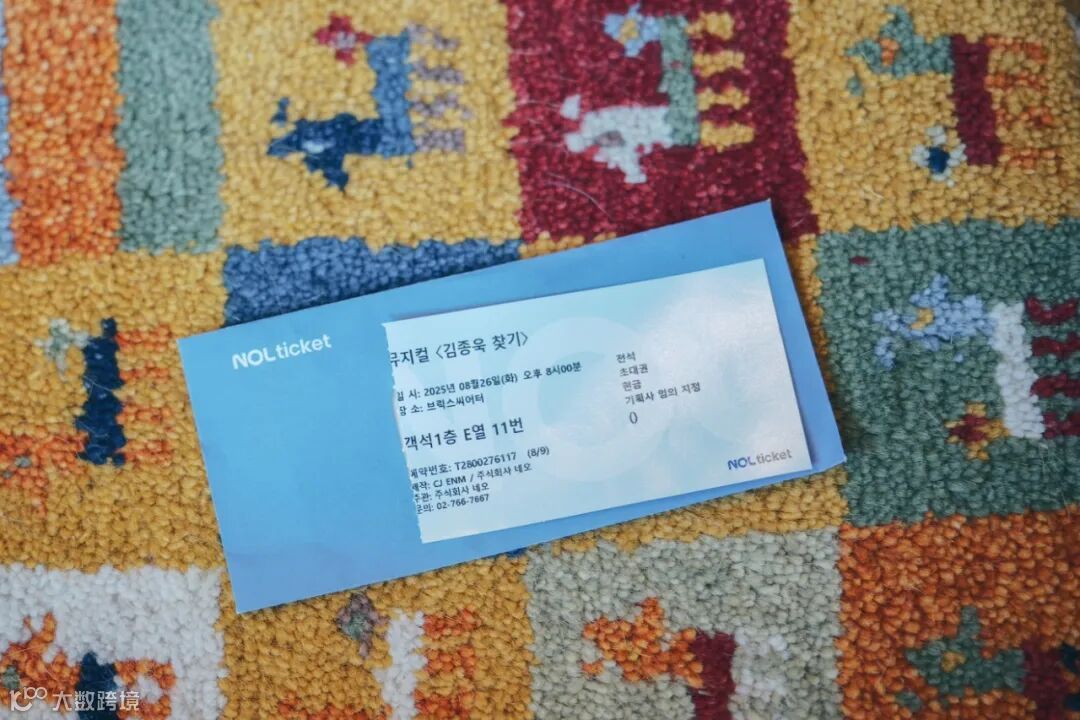 NOL ticket
뮤지컬 <김종욱 찾기>
일 시: 2025년 08월26일(화) 오후 8시00분
장 소: 브릭스씨어터
객석1층 E열 11번
예약번호: T2800276117 (8/9)
제작: CJ ENM / 주식회사 네오
주관: 주식회사 네오
문의: 02-766-7667
전석
초대권
현금
기획사 임의 지정
()
NOL ticket
大数跨境